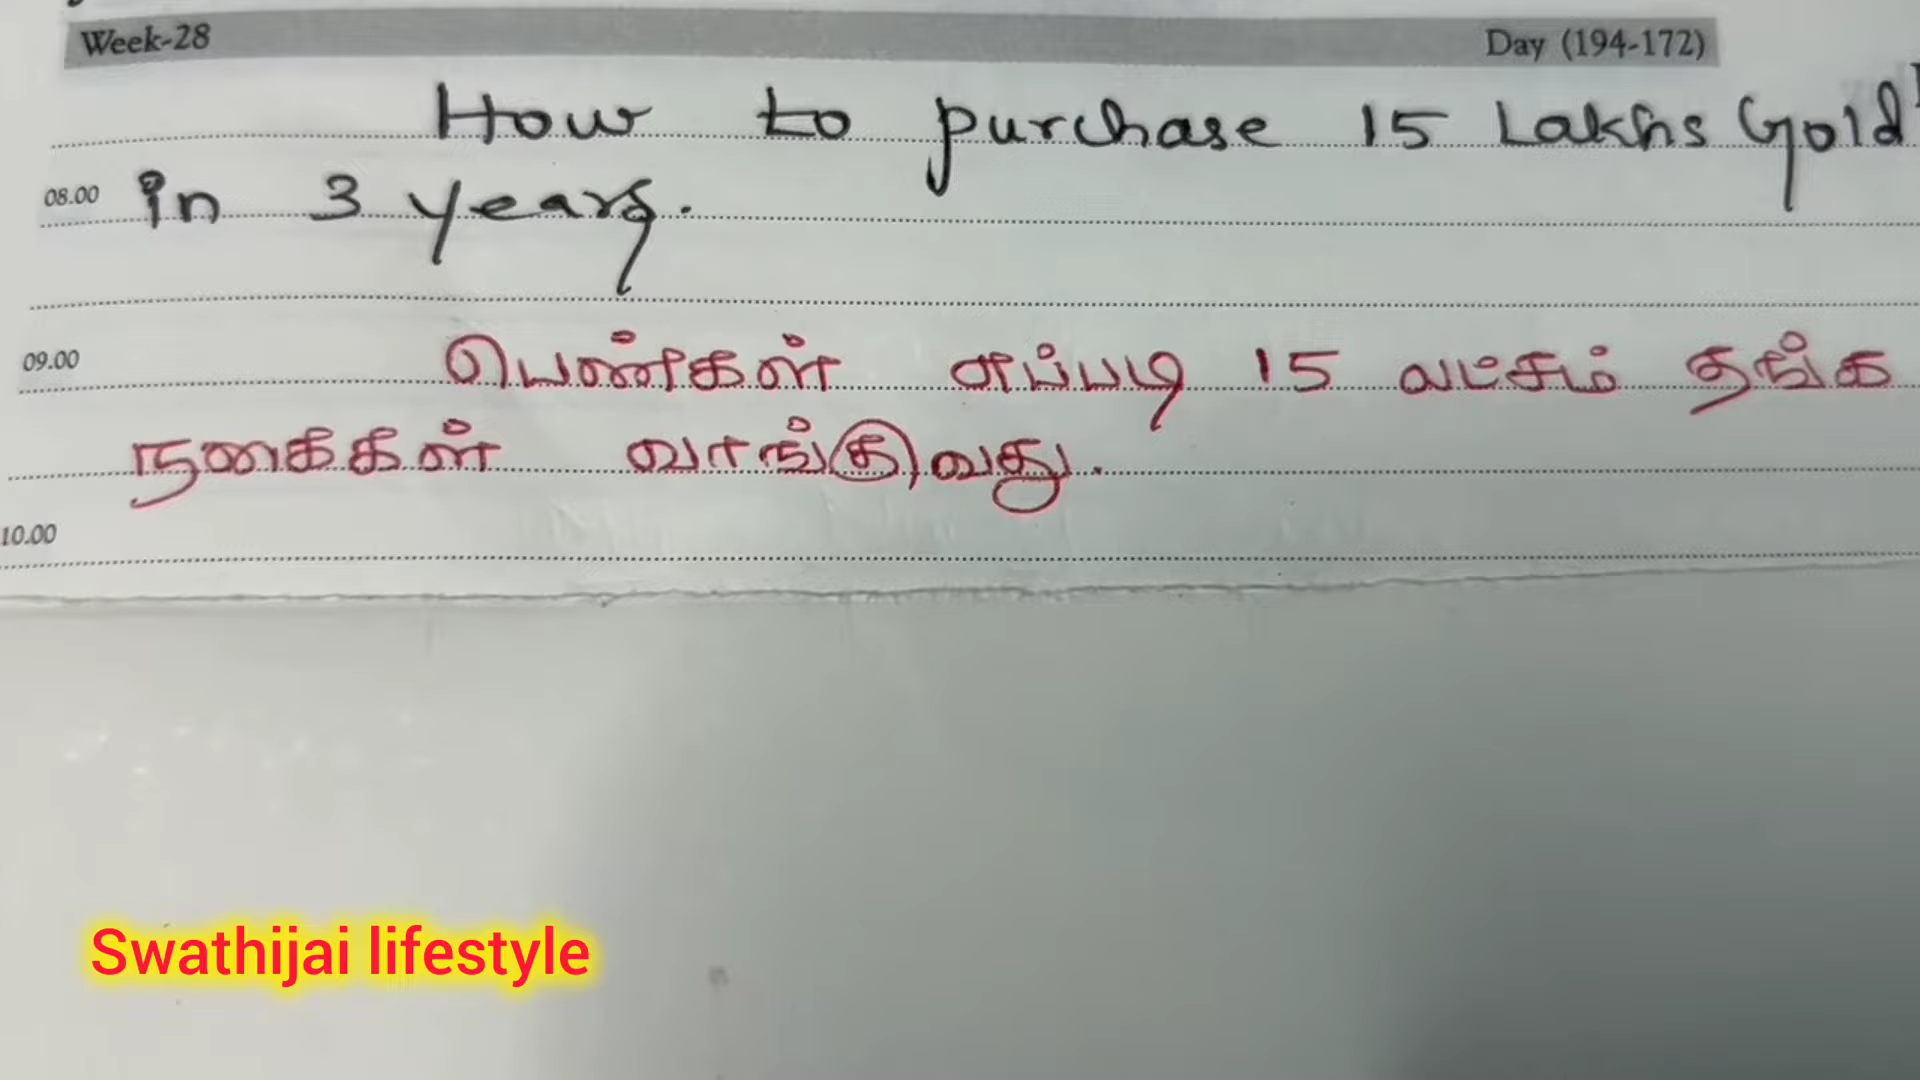 Week-28 Day (194-172)
How to purchase 15 Lakhs Gold
08.00 in 3 years.
09.00 பெண்கள் எப்படி 15 லட்சம் தங்க
நகைகள் வாங்குவது.
10.00
Swathijai lifestyle